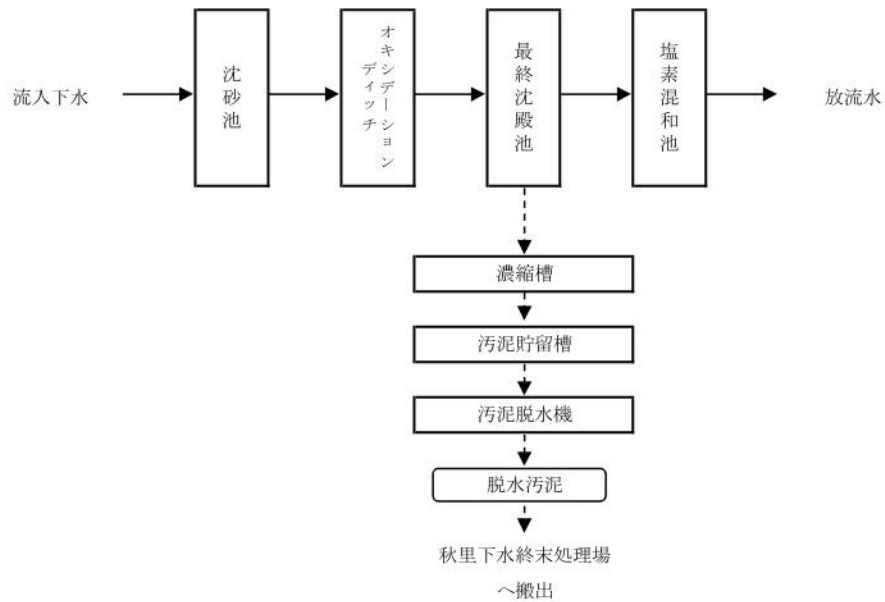 流入下水
沈砂池
オキシデーション
ディッチ
最終沈殿池
塩素混和池
放流水
濃縮槽
汚泥貯留槽
汚泥脱水機
脱水汚泥
秋里下水終末処理場
へ搬出